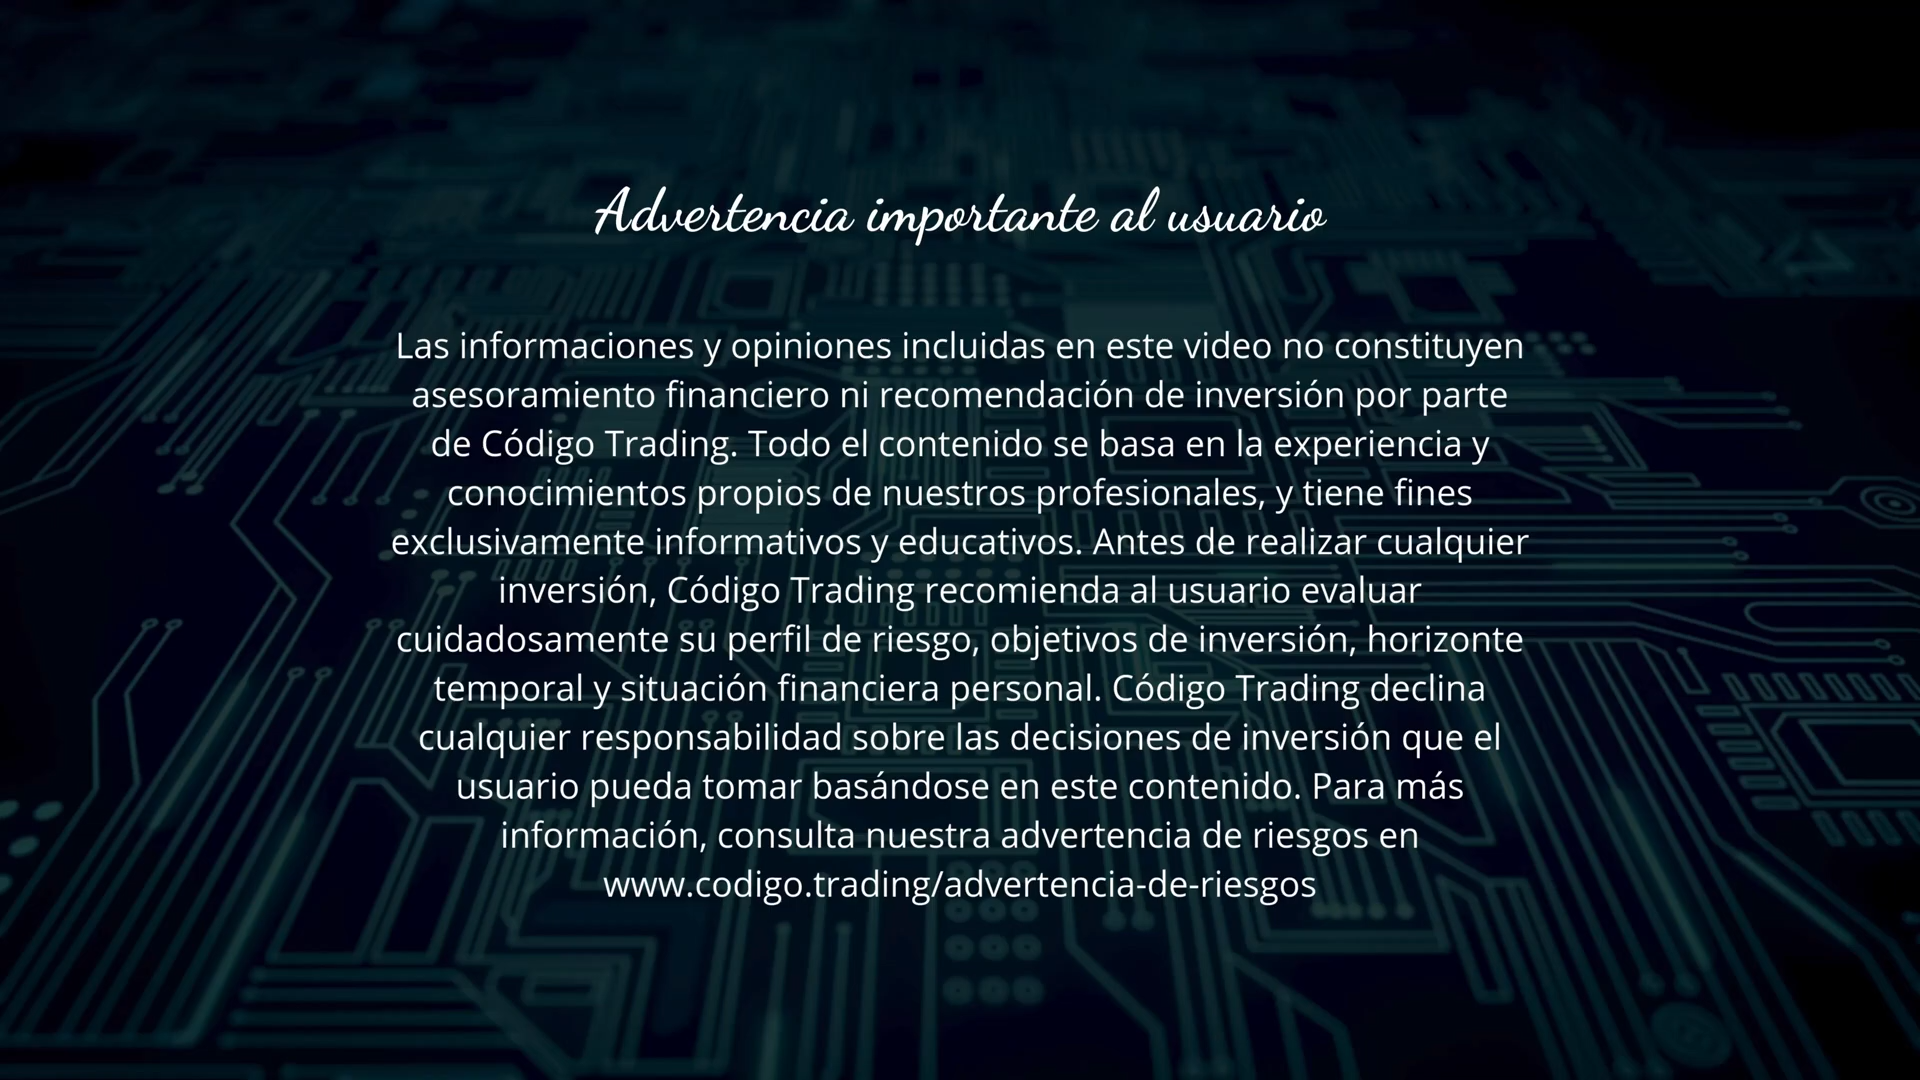 Advertencia importante al usuario
Las informaciones y opiniones incluidas en este video no constituyen
asesoramiento financiero ni recomendación de inversión por parte
de Código Trading. Todo el contenido se basa en la experiencia y
conocimientos propios de nuestros profesionales, y tiene fines
exclusivamente informativos y educativos. Antes de realizar cualquier
inversión, Código Trading recomienda al usuario evaluar
cuidadosamente su perfil de riesgo, objetivos de inversión, horizonte
temporal y situación financiera personal. Código Trading declina
cualquier responsabilidad sobre las decisiones de inversión que el
usuario pueda tomar basándose en este contenido. Para más
información, consulta nuestra advertencia de riesgos en
www.codigo.trading/advertencia-de-riesgos